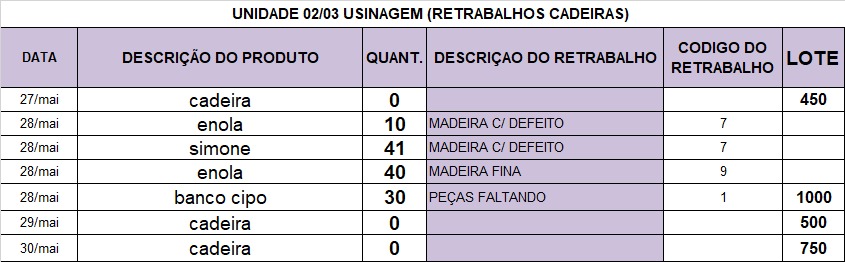 UNIDADE 02/03 USINAGEM (RETRABALHOS CADEIRAS)
DATA DESCRIÇÃO DO PRODUTO QUANT. DESCRIÇAO DO RETRABALHO CODIGO DO RETRABALHO LOTE
27/mai cadeira 0 450
28/mai enola 10 MADEIRA C/ DEFEITO 7
28/mai simone 41 MADEIRA C/ DEFEITO 7
28/mai enola 40 MADEIRA FINA 9
28/mai banco cipo 30 PEÇAS FALTANDO 1 1000
29/mai cadeira 0 500
30/mai cadeira 0 750